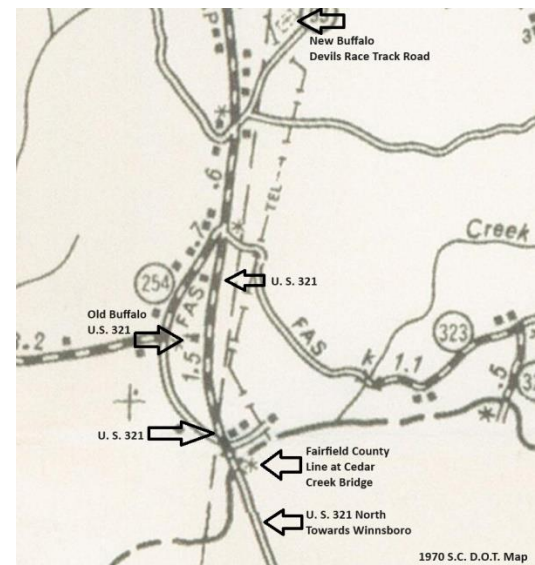 New Buffalo
Devils Race Track Road
.6
TEL
Creek
.7
254
U. S. 321
FAS
FAS
Old Buffalo
U.S. 321
323
.2
1.5
k
1.1
.5
U. S. 321
Fairfield County
Line at Cedar
Creek Bridge
U. S. 321 North
Towards Winnsboro
1970 S.C. D.O.T. Map